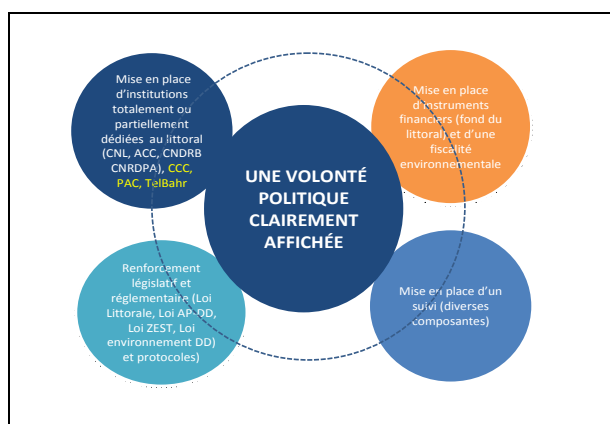 Mise en place
d'institutions
totalement ou
partiellement
dédiées au littoral
(CNL, ACC, CNDRB
CNRDPA), CCC,
PAC, TelBahr
Mise en place
d'instruments
financiers (fond du
littoral) et d'une
fiscalité
environnementale
UNE VOLONTÉ
POLITIQUE
CLAIREMENT
AFFICHÉE
Renforcement
législatif et
réglementaire (Loi
Littorale, Loi AP-DD,
Loi ZEST, Loi
environnement DD)
et protocoles)
Mise en place d'un
suivi (diverses
composantes)